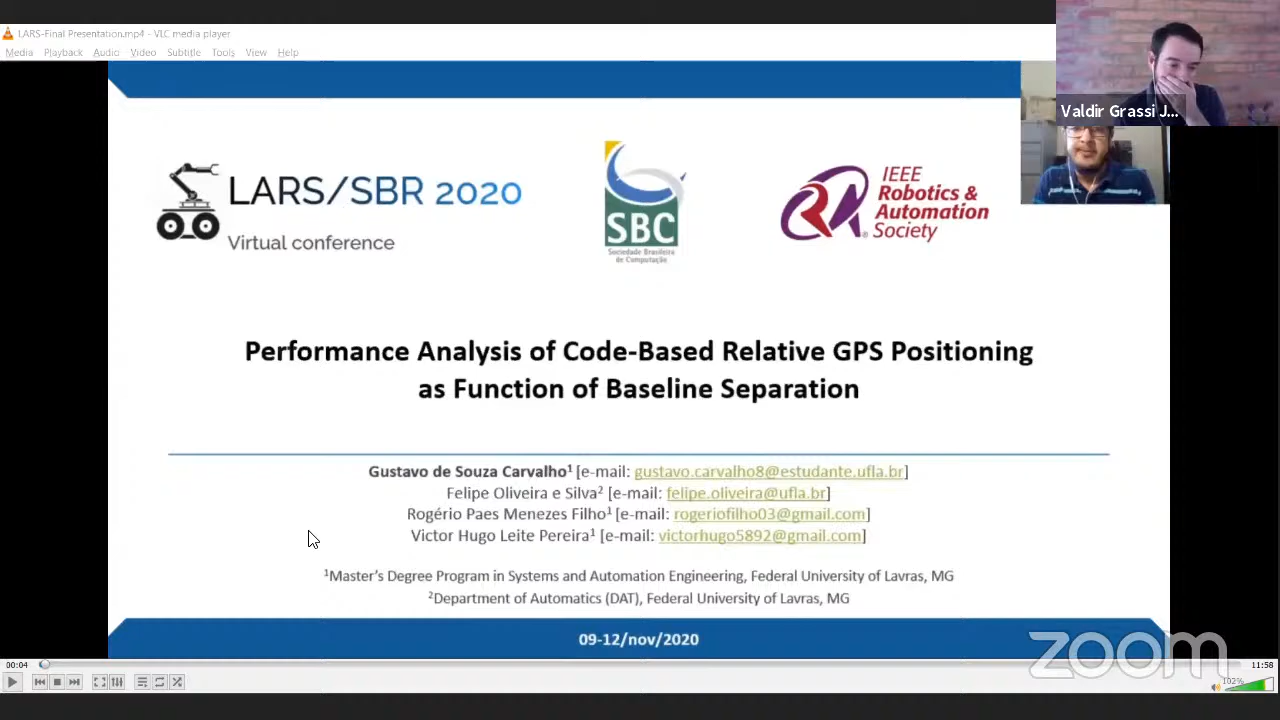 LARS-Final Presentation.mp4 - VLC media player
Media Playback Audio Video Subtitle Tools View Help
Valdir Grassi J...
LARS/SBR 2020
Virtual conference
SBC
Sociedade Brasileira
de Computação
IEEE
Robotics &
Automation
Society
®
Performance Analysis of Code-Based Relative GPS Positioning
as Function of Baseline Separation
Gustavo de Souza Carvalho¹ [e-mail: gustavo.carvalho8@estudante.ufla.br]
Felipe Oliveira e Silva² [e-mail: felipe.oliveira@ufla.br]
Rogério Paes Menezes Filho¹ [e-mail: rogeriofilho03@gmail.com]
Victor Hugo Leite Pereira¹ [e-mail: victorhugo5892@gmail.com]
¹Master's Degree Program in Systems and Automation Engineering, Federal University of Lavras, MG
²Department of Automatics (DAT), Federal University of Lavras, MG
09-12/nov/2020
zoom
00:04
11:58
102%